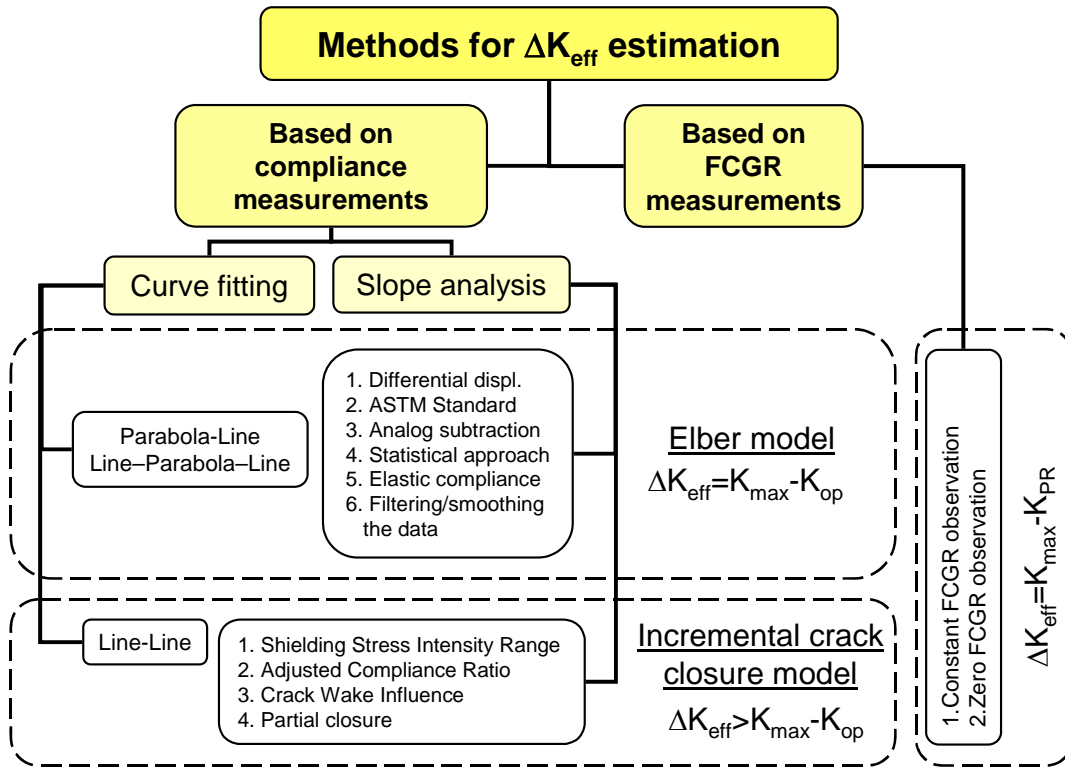 Methods for ΔKeff estimation
Based on
compliance
measurements
Based on
FCGR
measurements
Curve fitting
Slope analysis
Parabola-Line
Line–Parabola–Line
1. Differential displ.
2. ASTM Standard
3. Analog subtraction
4. Statistical approach
5. Elastic compliance
6. Filtering/smoothing
the data
Elber model
ΔKeff=Kmax-Kop
Line-Line
1. Shielding Stress Intensity Range
2. Adjusted Compliance Ratio
3. Crack Wake Influence
4. Partial closure
Incremental crack
closure model
ΔKeff>Kmax-Kop
1.Constant FCGR observation
2.Zero FCGR observation
ΔKeff=Kmax-KPR